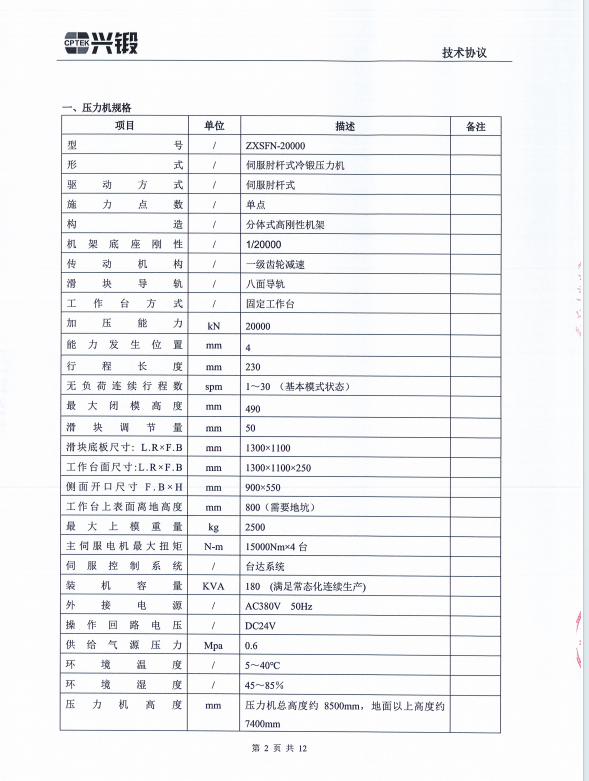 CPTEK 兴锻
技术协议
一、压力机规格
项目 单位 描述 备注
型号 / ZXSFN-20000
形式 / 伺服肘杆式冷锻压力机
驱动方式 / 伺服肘杆式
施力点数 / 单点
构造 / 分体式高刚性机架
机架底座刚性 / 1/20000
传动机构 / 一级齿轮减速
滑块导轨 / 八面导轨
工作台方式 / 固定工作台
加压能力 kN 20000
能力发生位置 mm 4
行程长度 mm 230
无负荷连续行程数 spm 1～30 （基本模式状态）
最大闭模高度 mm 490
滑块调节量 mm 50
滑块底板尺寸: L.R×F.B mm 1300×1100
工作台面尺寸:L.R×F.B mm 1300×1100×250
侧面开口尺寸 F.B×H mm 900×550
工作台上表面离地高度 mm 800（需要地坑）
最大上模重量 kg 2500
主伺服电机最大扭矩 N-m 15000Nm×4 台
伺服控制系统 / 台达系统
装机容量 KVA 180 (满足常态化连续生产)
外接电源 / AC380V 50Hz
操作回路电压 / DC24V
供给气源压力 Mpa 0.6
环境温度 / 5～40℃
环境湿度 / 45～85%
压力机高度 mm 压力机总高度约 8500mm，地面以上高度约
7400mm
第 2 页 共 12